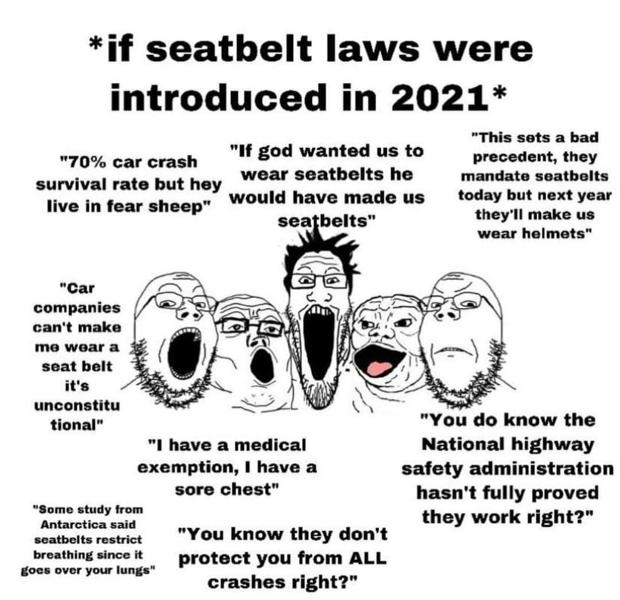 *if seatbelt laws were
introduced in 2021*
"70% car crash
survival rate but hey
live in fear sheep"
"If god wanted us to
wear seatbelts he
would have made us
seatbelts"
"This sets a bad
precedent, they
mandate seatbelts
today but next year
they'll make us
wear helmets"
"Car
companies
can't make
me wear a
seat belt
it's
unconstitu
tional"
"I have a medical
exemption, I have a
sore chest"
"You do know the
National highway
safety administration
hasn't fully proved
they work right?"
"Some study from
Antarctica said
seatbelts restrict
breathing since it
goes over your lungs"
"You know they don't
protect you from ALL
crashes right?"